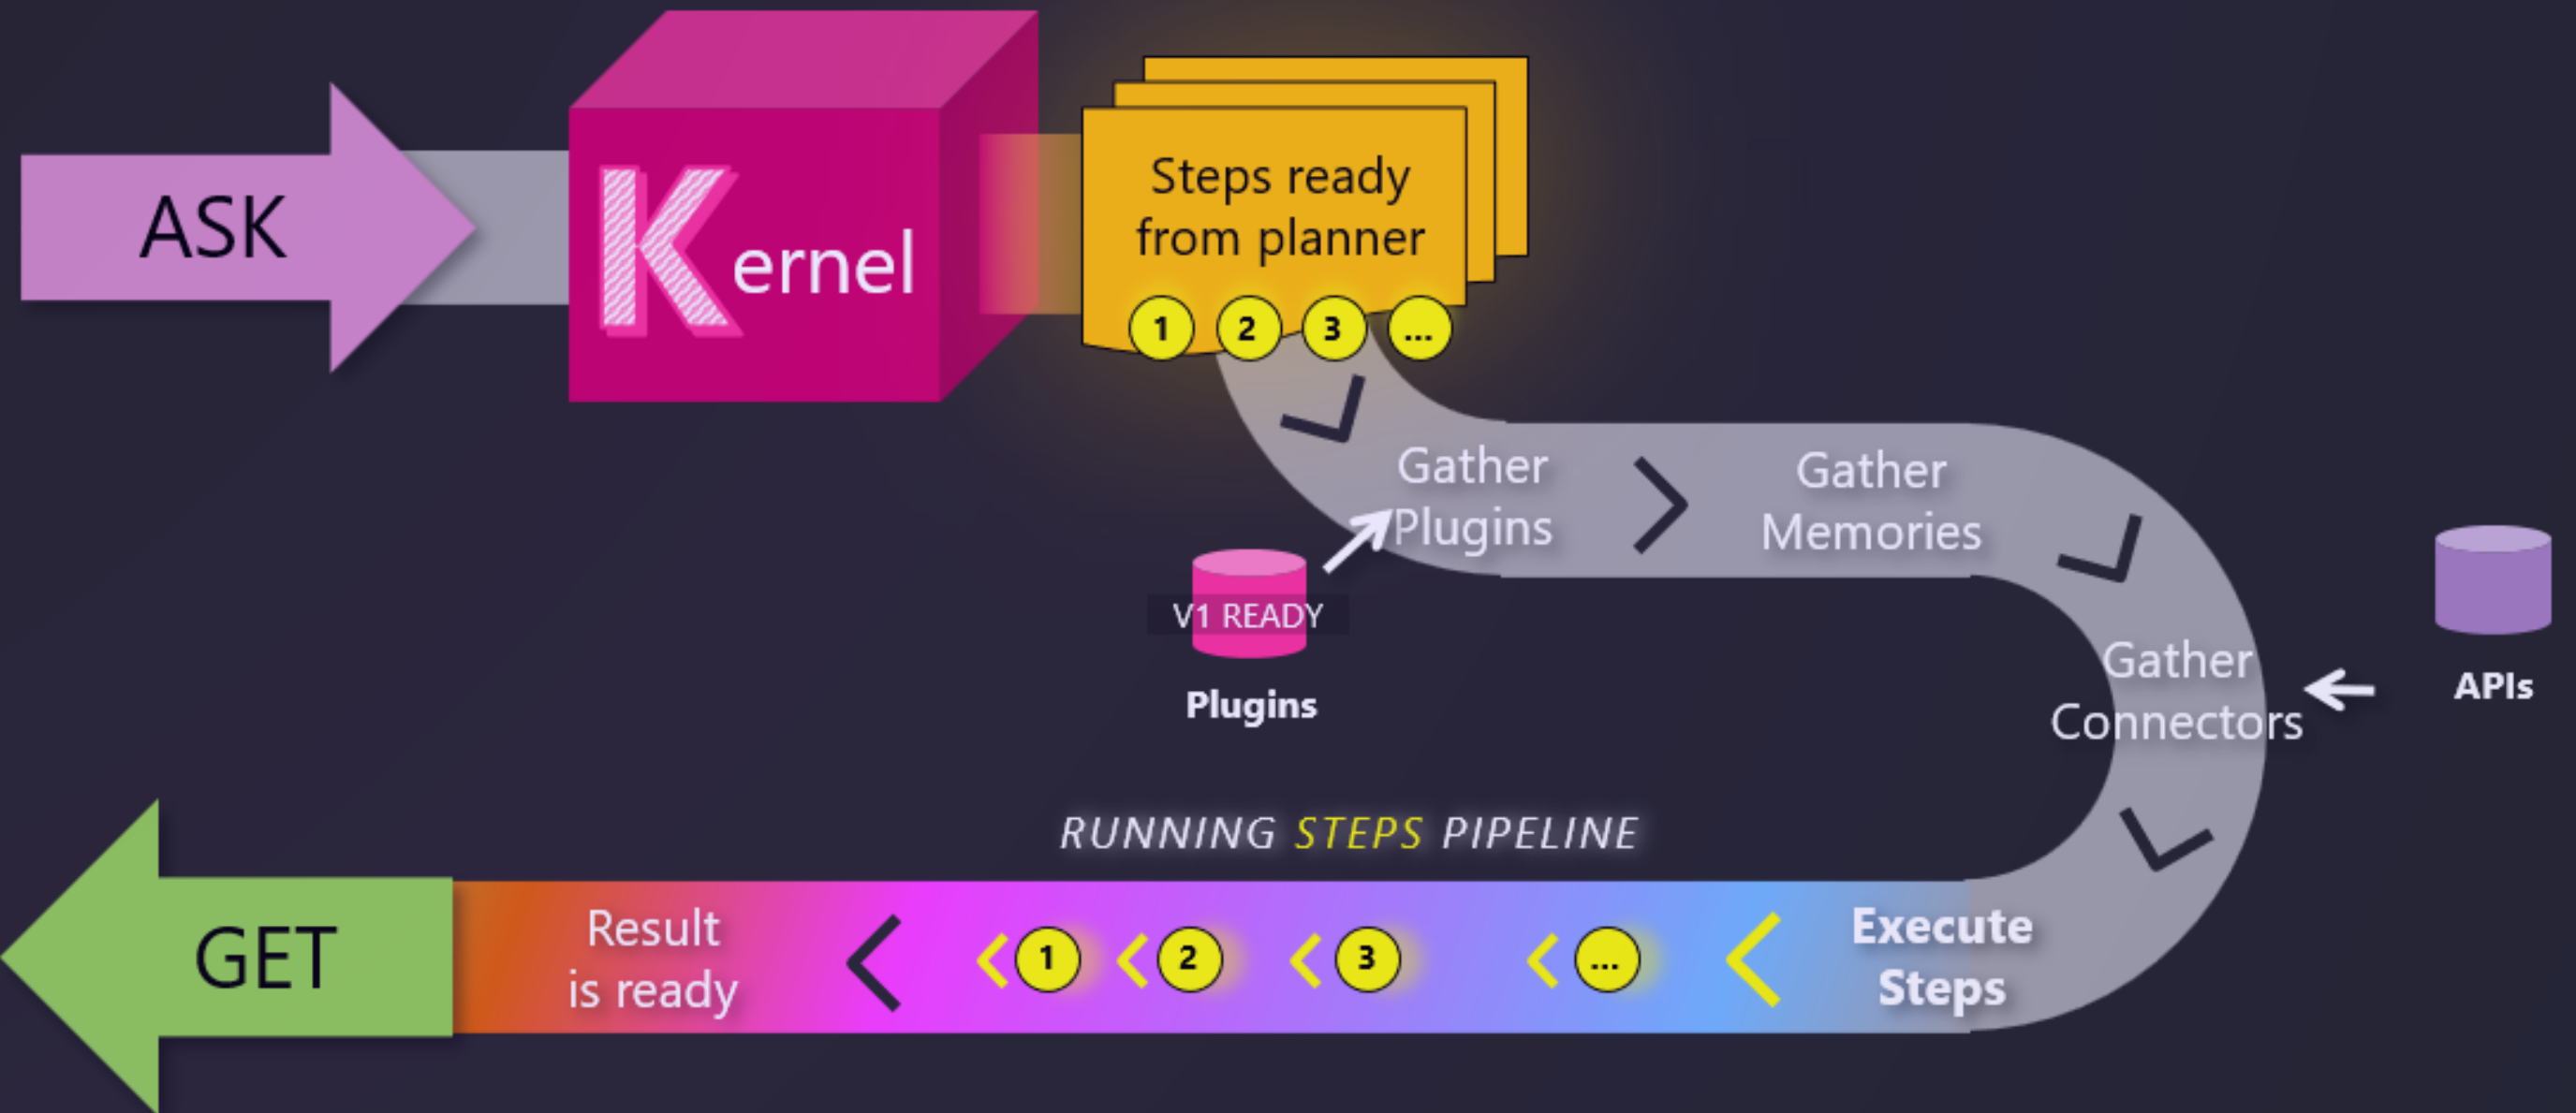 ASK
Kernel
Steps ready
from planner
1 2 3 ...
Gather
Plugins
Gather
Memories
V1 READY
Plugins
Gather
Connectors
APIs
RUNNING STEPS PIPELINE
GET
Result
is ready
1 2 3 ...
Execute
Steps